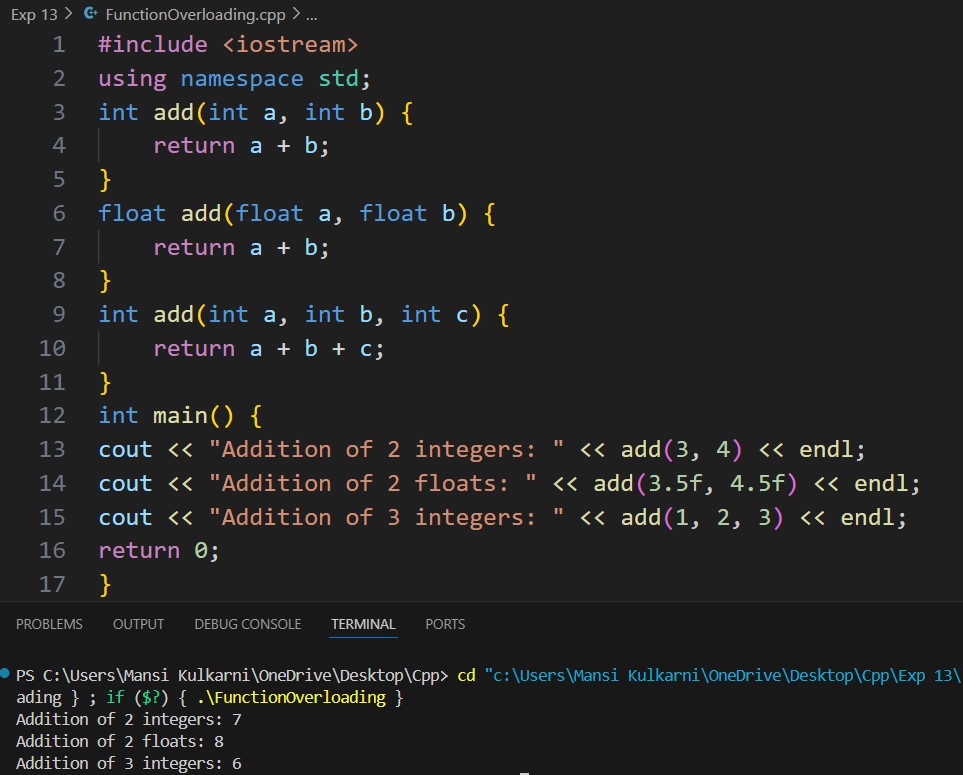 Exp 13 > FunctionOverloading.cpp > ...
1 #include <iostream>
2 using namespace std;
3 int add(int a, int b) {
4     return a + b;
5 }
6 float add(float a, float b) {
7     return a + b;
8 }
9 int add(int a, int b, int c) {
10     return a + b + c;
11 }
12 int main() {
13 cout << "Addition of 2 integers: " << add(3, 4) << endl;
14 cout << "Addition of 2 floats: " << add(3.5f, 4.5f) << endl;
15 cout << "Addition of 3 integers: " << add(1, 2, 3) << endl;
16 return 0;
17 }
PROBLEMS OUTPUT DEBUG CONSOLE TERMINAL PORTS
PS C:\Users\Mansi Kulkarni\OneDrive\Desktop\Cpp> cd "c:\Users\Mansi Kulkarni\OneDrive\Desktop\Cpp\Exp 13\
ading } ; if ($?) { .\FunctionOverloading }
Addition of 2 integers: 7
Addition of 2 floats: 8
Addition of 3 integers: 6